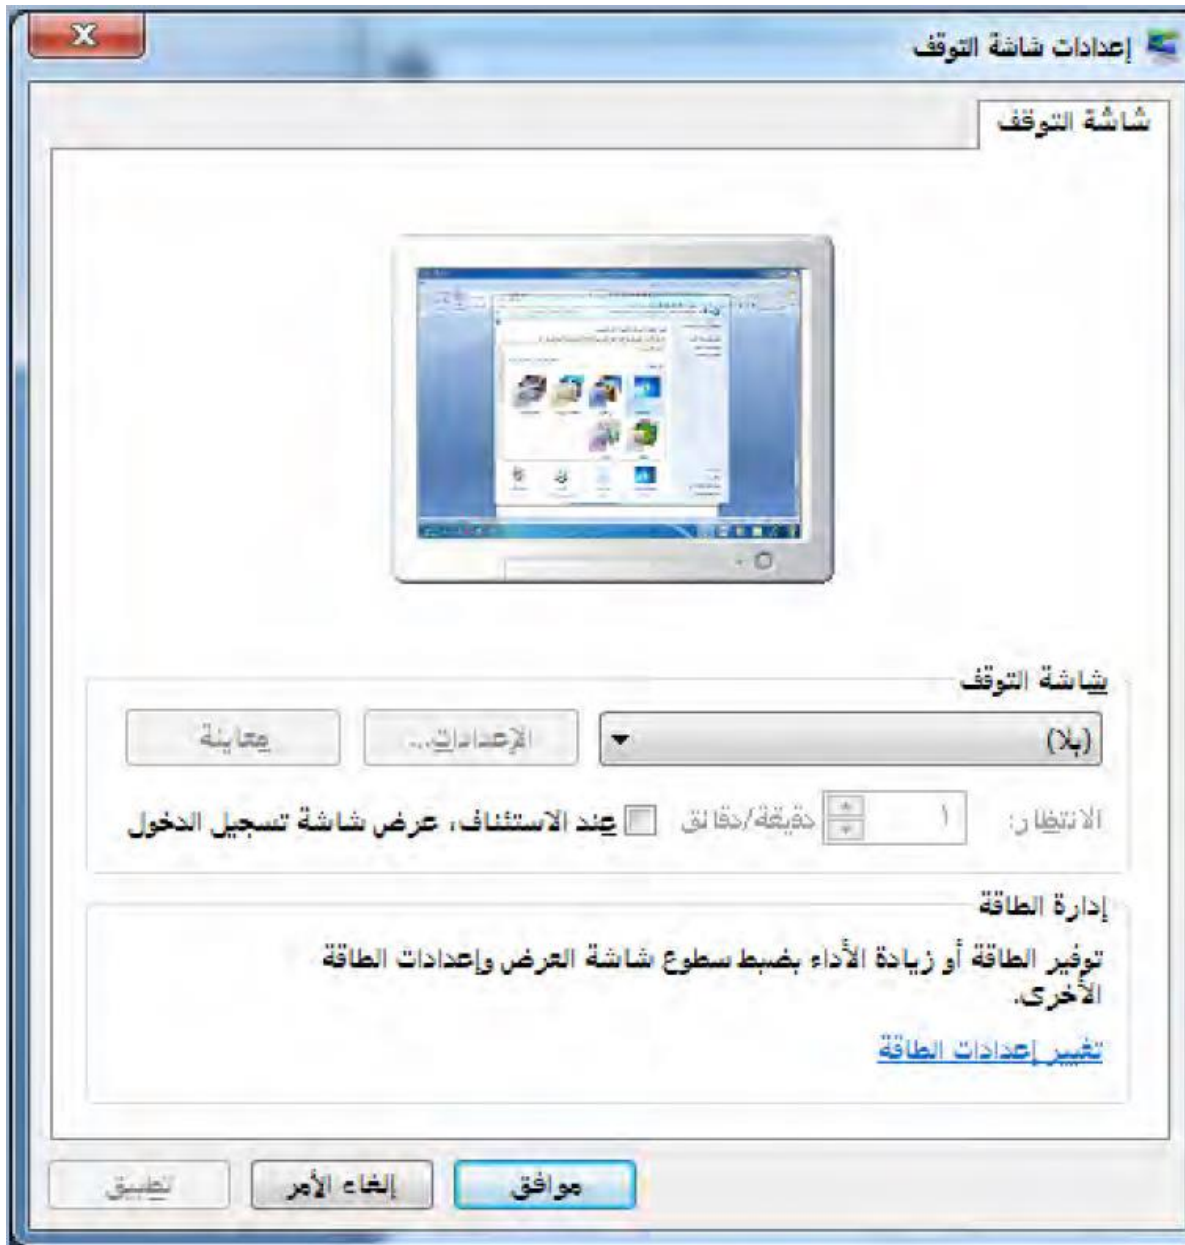 إعدادات شاشة التوقف
شاشة التوقف
شاشة التوقف
(بلا)
الإعدادات...
معاينة
الانتظار:
١
دقيقة/دقائق
عند الاستئناف، عرض شاشة تسجيل الدخول
إدارة الطاقة
توفير الطاقة أو زيادة الأداء بضبط سطوع شاشة العرض وإعدادات الطاقة
الأخرى.
تغيير إعدادات الطاقة
موافق
إلغاء الأمر
تطبيق